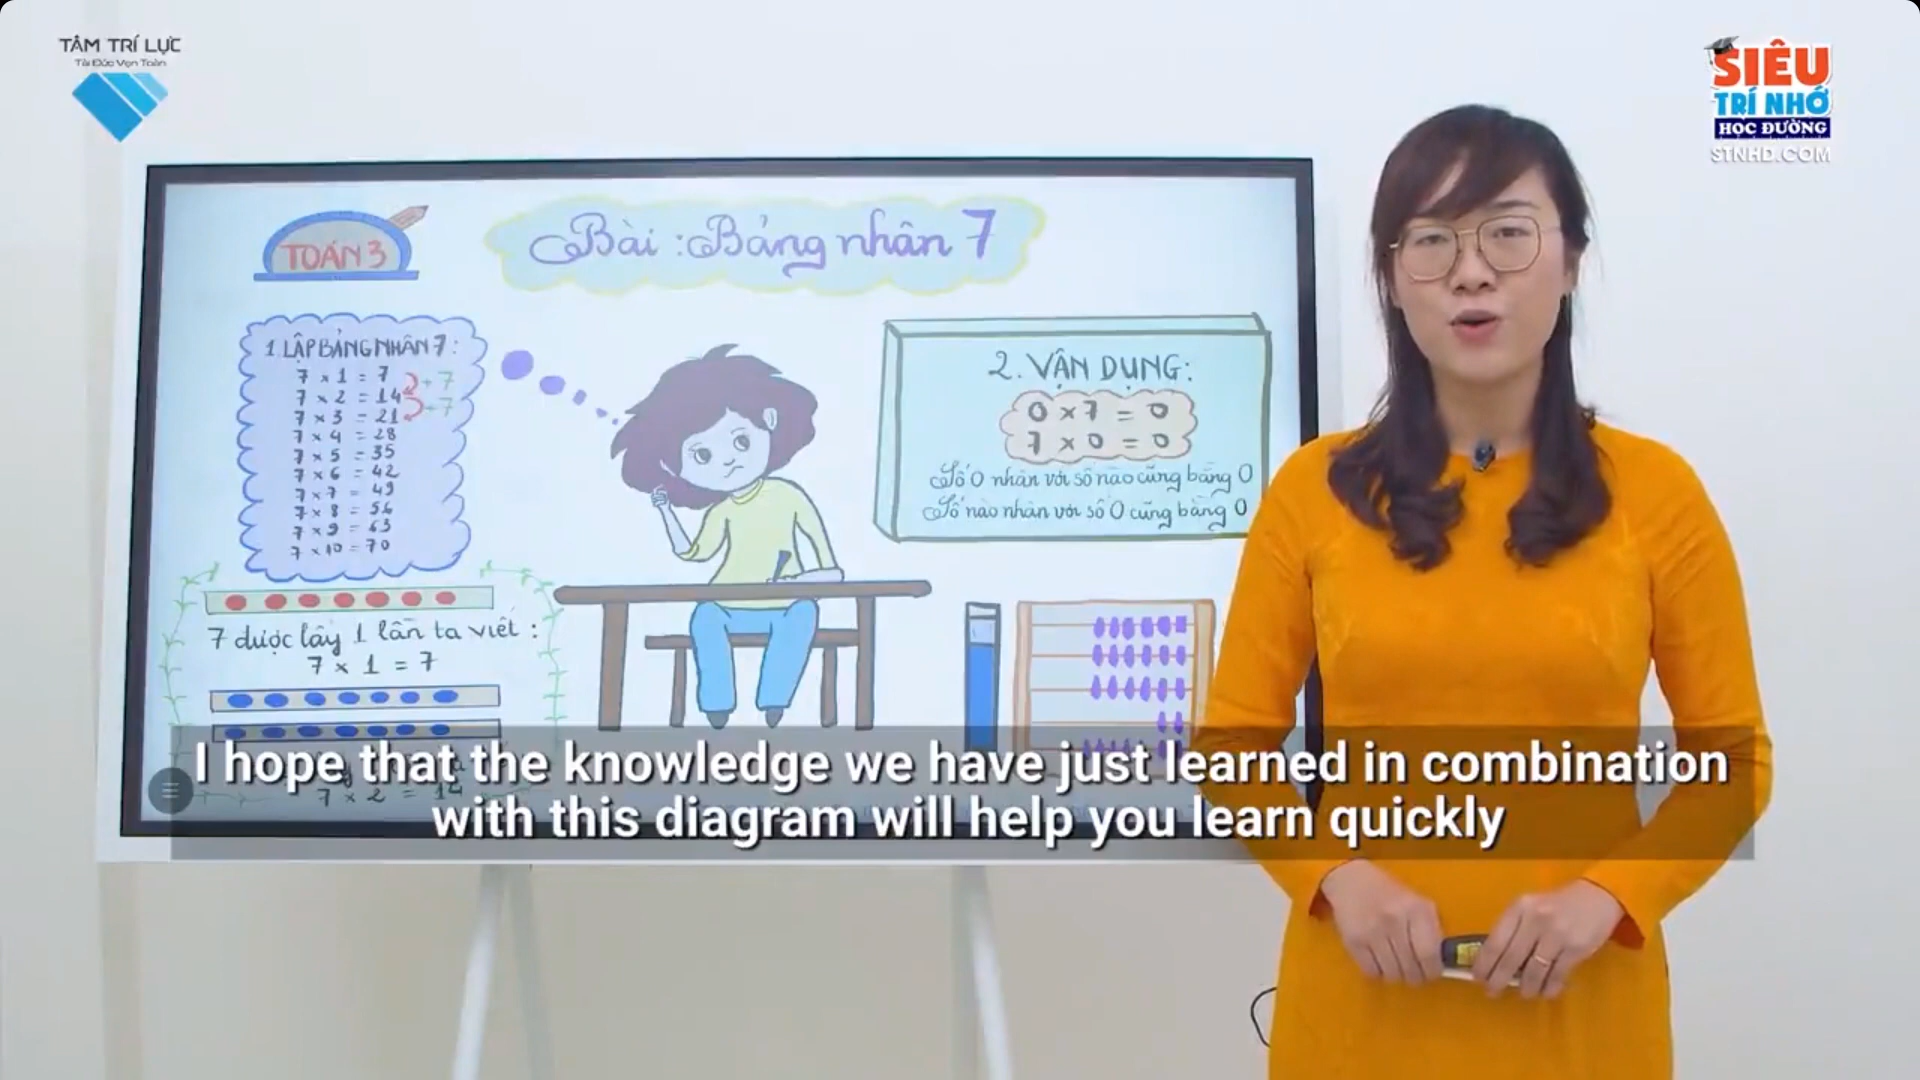 TÂM TRÍ LỰC
Tài Đức Vẹn Toàn
SIÊU
TRÍ NHỚ
HỌC ĐƯỜNG
STNHD.COM
TOÁN 3
Bài : Bảng nhân 7
1. LẬP BẢNG NHÂN 7 :
7 x 1 = 7
7 x 2 = 14
7 x 3 = 21
7 x 4 = 28
7 x 5 = 35
7 x 6 = 42
7 x 7 = 49
7 x 8 = 56
7 x 9 = 63
7 x 10 = 70
+ 7
+ 7
2. VẬN DỤNG:
0 x 7 = 0
7 x 0 = 0
Số 0 nhân với số nào cũng bằng 0
Số nào nhân với số 0 cũng bằng 0
7 được lấy 1 lần ta viết :
7 x 1 = 7
7 x 2 = 14
I hope that the knowledge we have just learned in combination
with this diagram will help you learn quickly